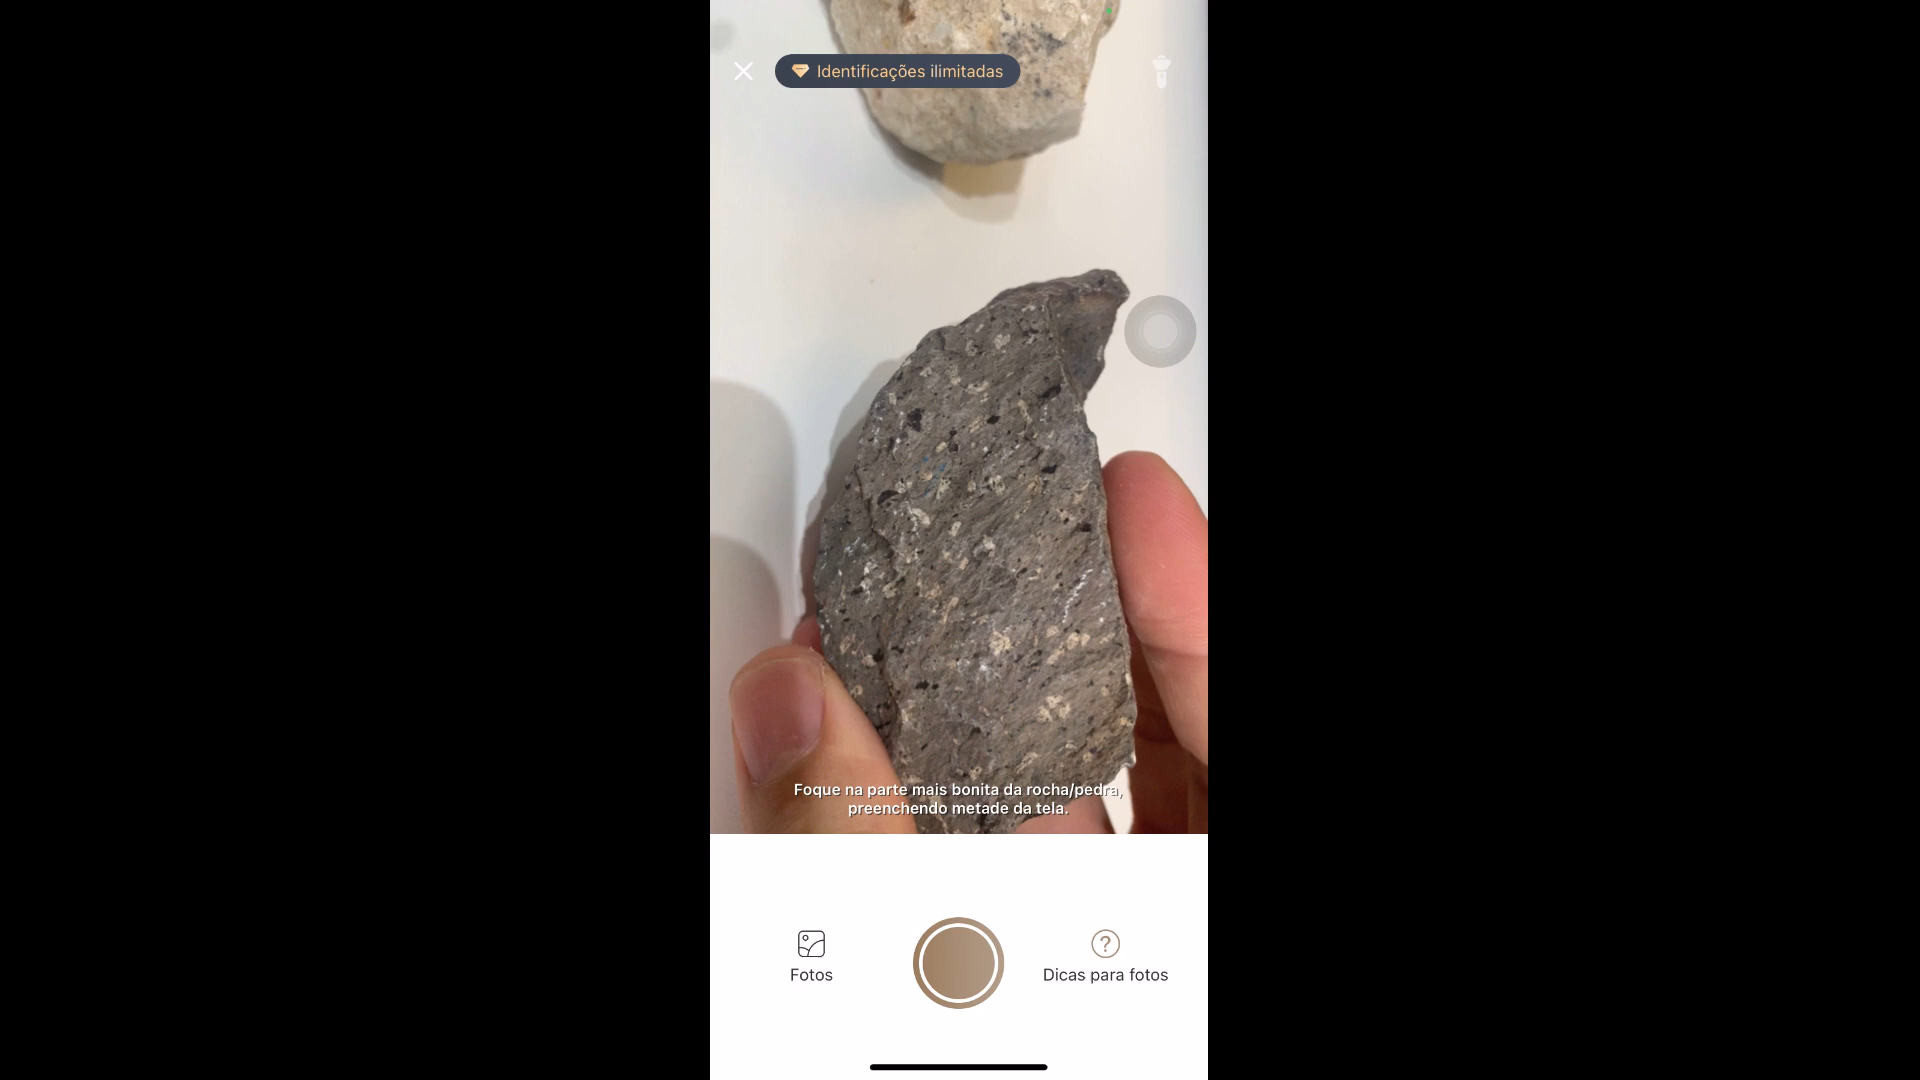 Identificações ilimitadas
Foque na parte mais bonita da rocha/pedra,
preenchendo metade da tela.
Fotos
?
Dicas para fotos